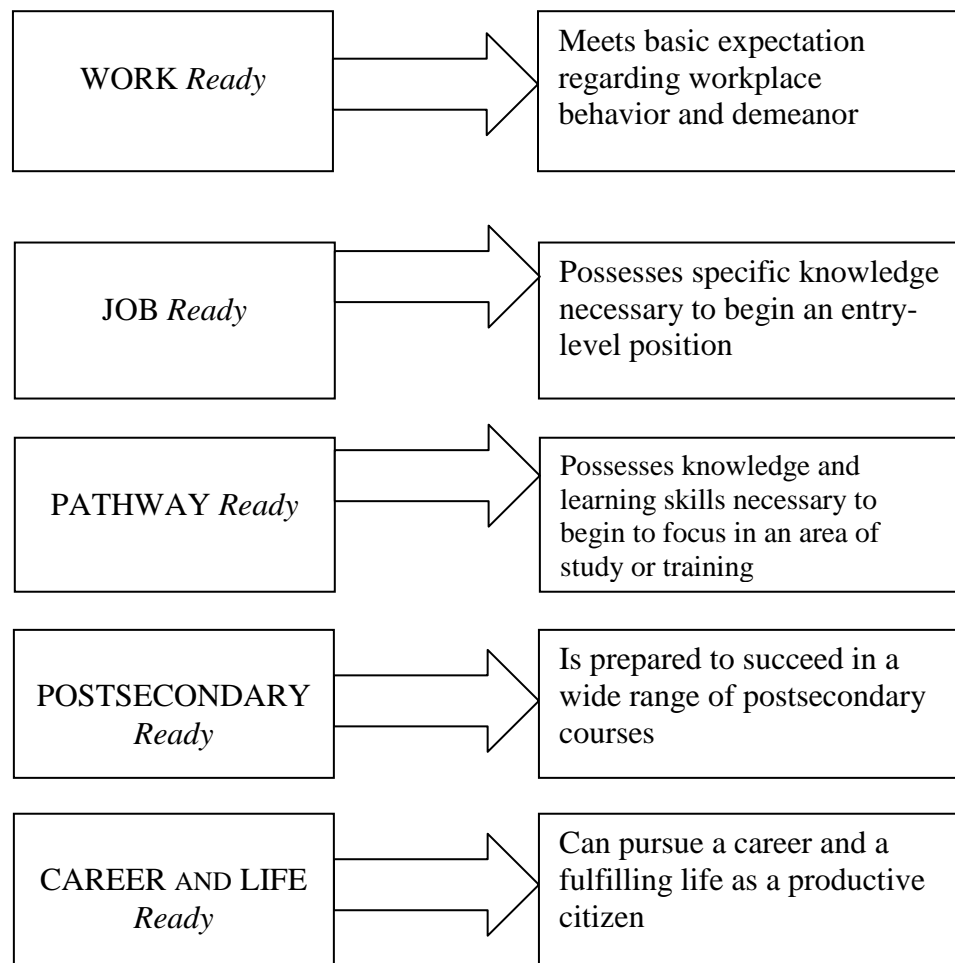 WORK Ready
Meets basic expectation
regarding workplace
behavior and demeanor
JOB Ready
Possesses specific knowledge
necessary to begin an entry-
level position
PATHWAY Ready
Possesses knowledge and
learning skills necessary to
begin to focus in an area of
study or training
POSTSECONDARY
Ready
Is prepared to succeed in a
wide range of postsecondary
courses
CAREER AND LIFE
Ready
Can pursue a career and a
fulfilling life as a productive
citizen